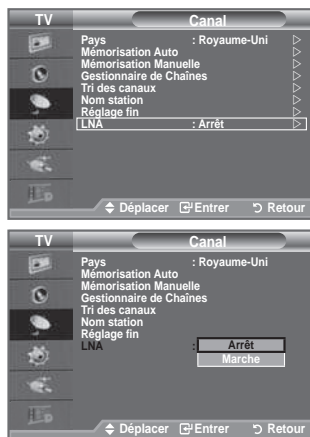 TV Canal
Pays : Royaume-Uni
Mémorisation Auto
Mémorisation Manuelle
Gestionnaire de Chaînes
Tri des canaux
Nom station
Réglage fin
LNA : Arrêt
Déplacer Entrer Retour
TV Canal
Pays : Royaume-Uni
Mémorisation Auto
Mémorisation Manuelle
Gestionnaire de Chaînes
Tri des canaux
Nom station
Réglage fin
LNA : Arrêt
Marche
Déplacer Entrer Retour